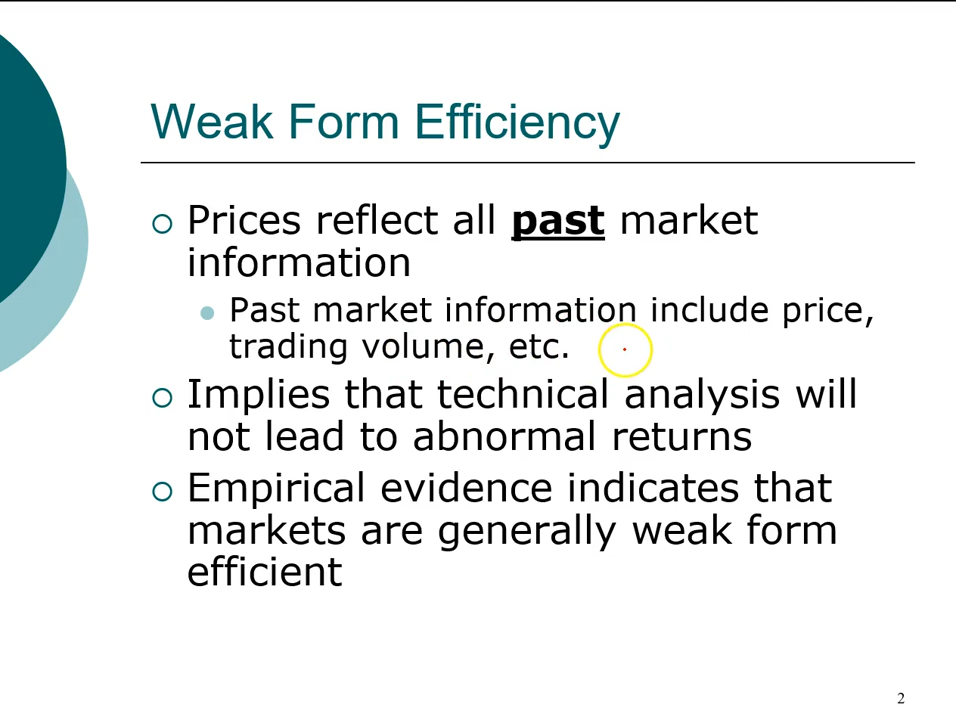 Weak Form Efficiency
Prices reflect all past market
information
Past market information include price,
trading volume, etc.
Implies that technical analysis will
not lead to abnormal returns
Empirical evidence indicates that
markets are generally weak form
efficient
2